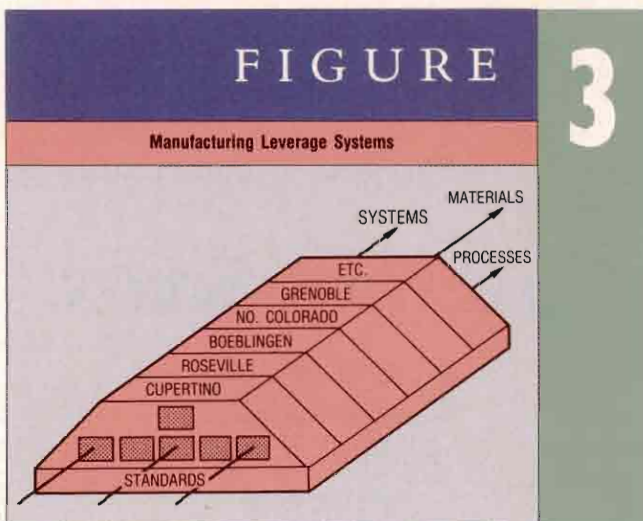 FIGURE 3
Manufacturing Leverage Systems
MATERIALS
SYSTEMS
PROCESSES
ETC.
GRENOBLE
NO. COLORADO
BOEBLINGEN
ROSEVILLE
CUPERTINO
STANDARDS